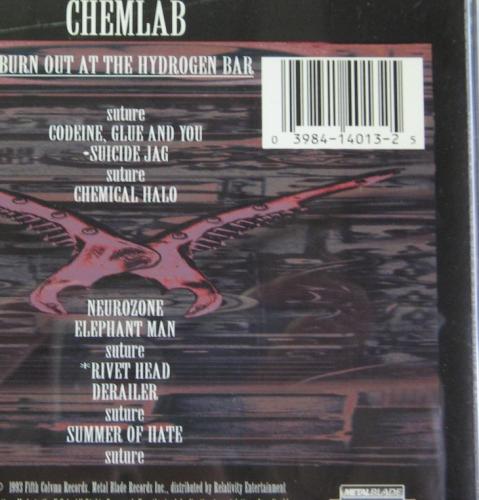 CHEMLAB
BURN OUT AT THE HYDROGEN BAR
0 3984-14013-2 5
suture
CODEINE, GLUE AND YOU
*SUICIDE JAG
suture
CHEMICAL HALO
NEUROZONE
ELEPHANT MAN
suture
*RIVET HEAD
DERAILER
suture
SUMMER OF HATE
suture
1993 Fifth Colvmn Records. Metal Blade Records Inc., distributed by Relativity Entertainment
METALBLADE